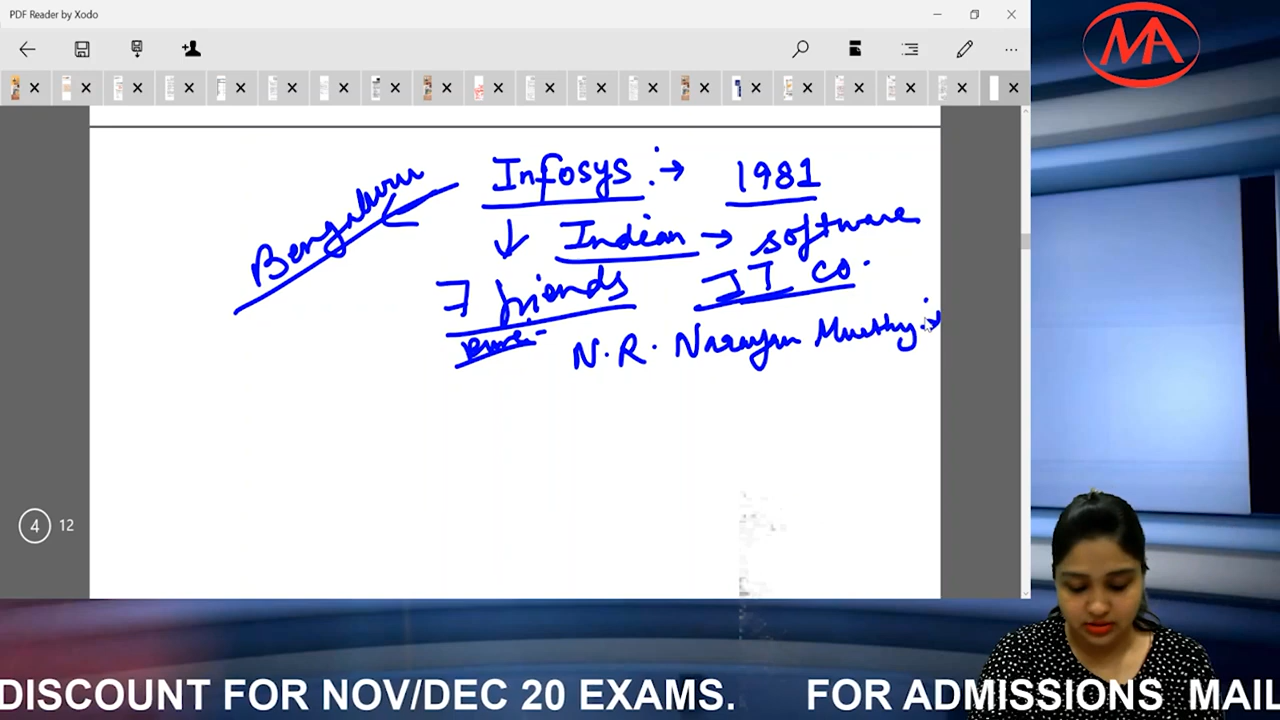 PDF Reader by Xodo
MA
Infosys :→ 1981
Bengaluru
Indian → software
7 friends IT Co.
Pune
N. R. Narayan Murthy :→
4 12
DISCOUNT FOR NOV/DEC 20 EXAMS. FOR ADMISSIONS MAIL